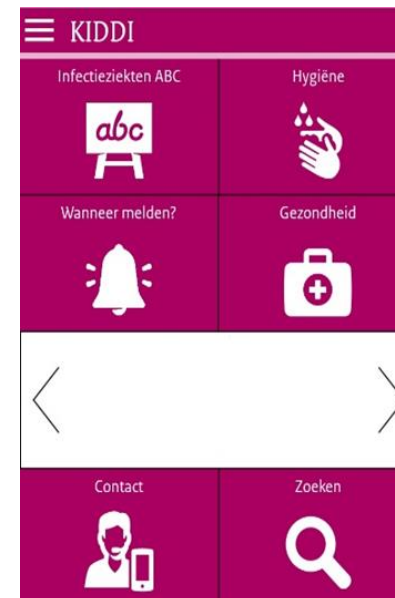 KIDDI
Infectieziekten ABC
Hygiëne
abc
Wanneer melden?
Gezondheid
Contact
Zoeken